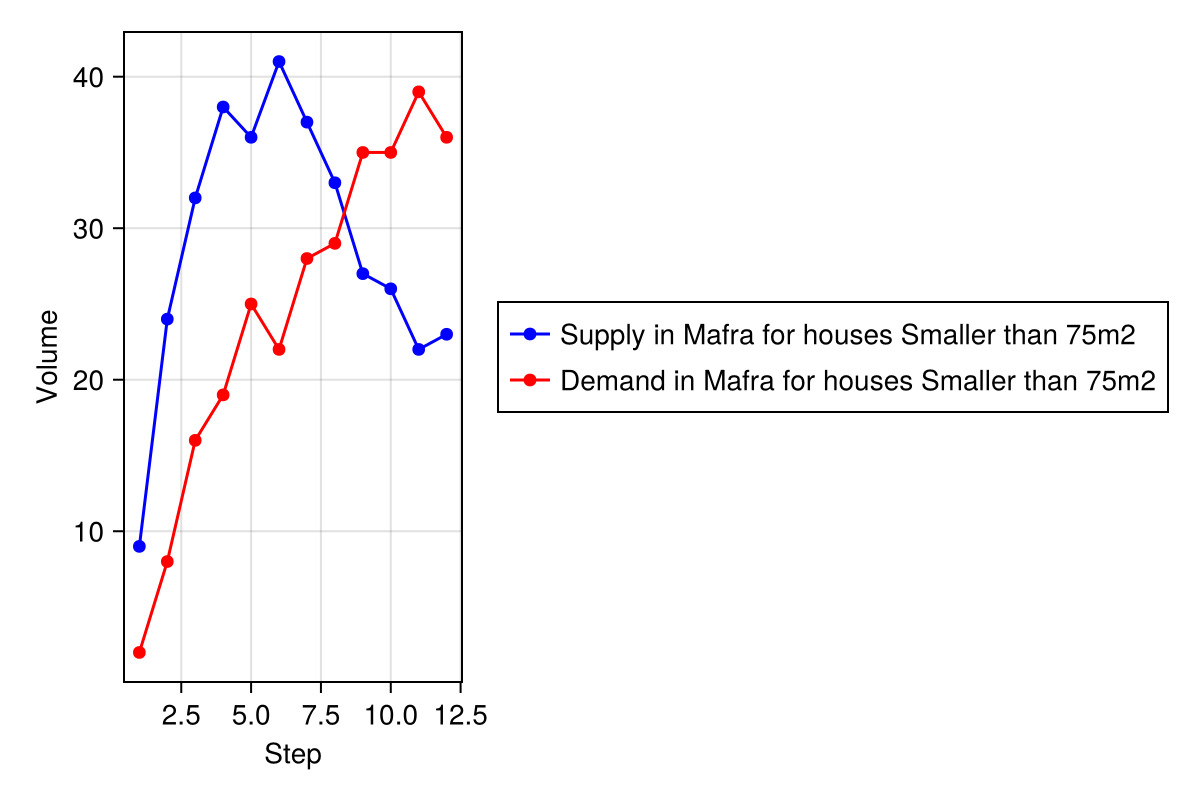 40
30
20
10
Volume
2.5 5.0 7.5 10.0 12.5
Step
Supply in Mafra for houses Smaller than 75m2
Demand in Mafra for houses Smaller than 75m2